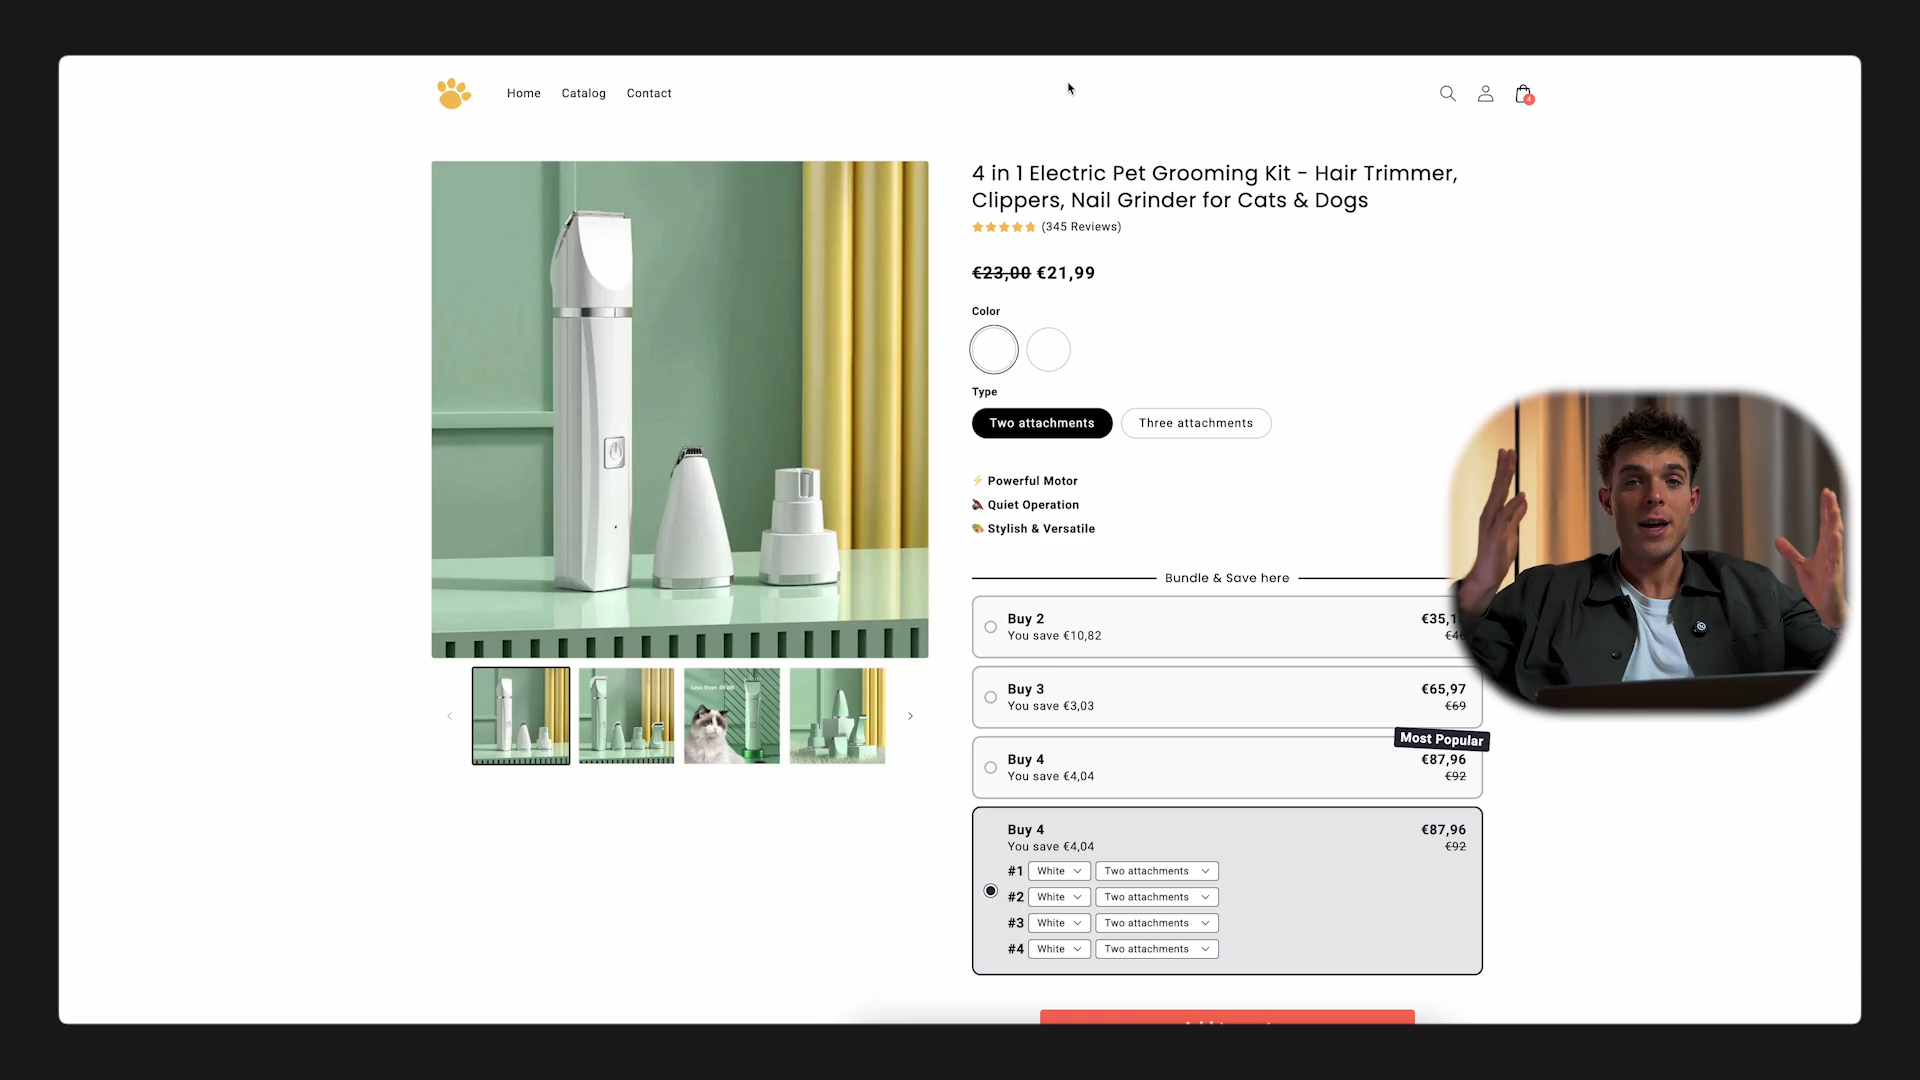 Home Catalog Contact
4
4 in 1 Electric Pet Grooming Kit - Hair Trimmer,
Clippers, Nail Grinder for Cats & Dogs
(345 Reviews)
€23,00 €21,99
Color
Type
Two attachments Three attachments
⚡ Powerful Motor
Quiet Operation
Stylish & Versatile
Bundle & Save here
Buy 2
You save €10,82
Buy 3 €65,97
You save €3,03 €69
Most Popular
Buy 4 €87,96
You save €4,04 €92
Buy 4 €87,96
You save €4,04 €92
#1 White Two attachments
#2 White Two attachments
#3 White Two attachments
#4 White Two attachments